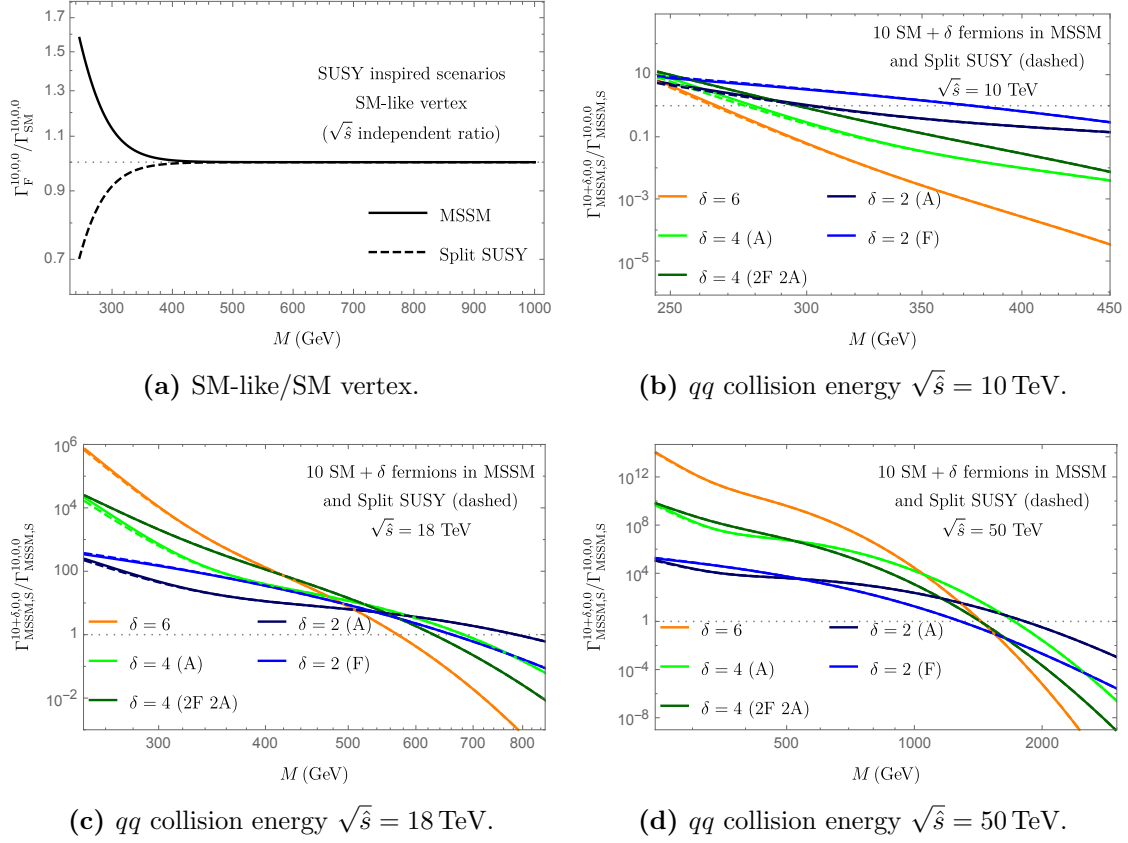 1.7
1.5
1.3
1.1
0.9
0.7
Γ_F^{10,0,0}/Γ_SM^{10,0,0}
SUSY inspired scenarios
SM-like vertex
(√ŝ independent ratio)
MSSM
Split SUSY
300 400 500 600 700 800 900 1000
M (GeV)
(a) SM-like/SM vertex.
10
0.1
10^{-3}
10^{-5}
Γ_{MSSM,S}^{10+δ,0,0}/Γ_{MSSM,S}^{10,0,0}
10 SM + δ fermions in MSSM
and Split SUSY (dashed)
√ŝ = 10 TeV
δ = 6
δ = 2 (A)
δ = 4 (A)
δ = 2 (F)
δ = 4 (2F 2A)
250 300 350 400 450
M (GeV)
(b) qq collision energy √ŝ = 10 TeV.
10^6
10^4
100
1
10^{-2}
Γ_{MSSM,S}^{10+δ,0,0}/Γ_{MSSM,S}^{10,0,0}
10 SM + δ fermions in MSSM
and Split SUSY (dashed)
√ŝ = 18 TeV
δ = 6
δ = 2 (A)
δ = 4 (A)
δ = 2 (F)
δ = 4 (2F 2A)
300 400 500 600 700 800
M (GeV)
(c) qq collision energy √ŝ = 18 TeV.
10^{12}
10^8
10^4
1
10^{-4}
10^{-8}
Γ_{MSSM,S}^{10+δ,0,0}/Γ_{MSSM,S}^{10,0,0}
10 SM + δ fermions in MSSM
and Split SUSY (dashed)
√ŝ = 50 TeV
δ = 6
δ = 2 (A)
δ = 4 (A)
δ = 2 (F)
δ = 4 (2F 2A)
500 1000 2000
M (GeV)
(d) qq collision energy √ŝ = 50 TeV.